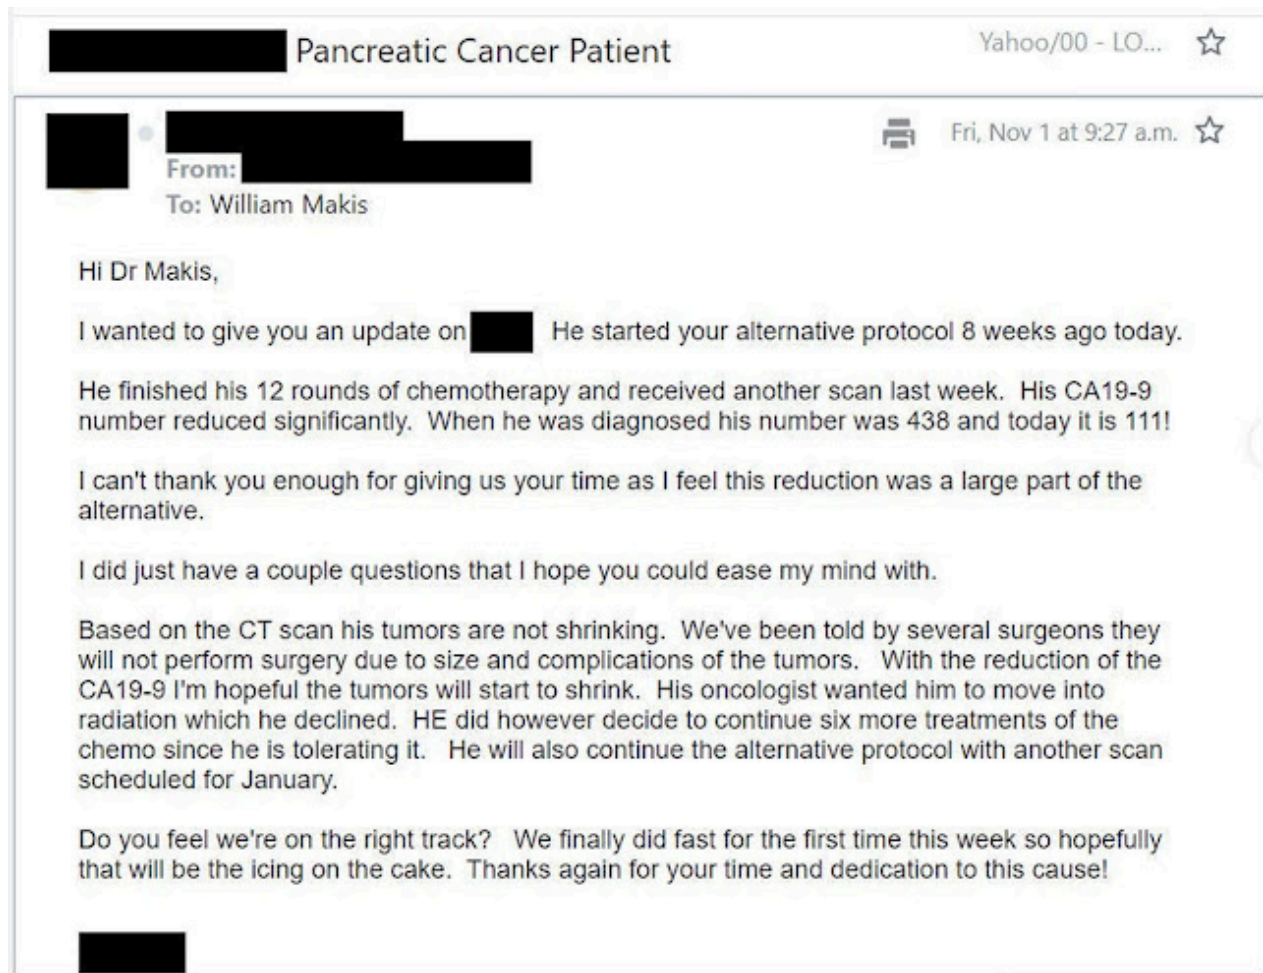 Pancreatic Cancer Patient
Yahoo/00 - LO...
Fri, Nov 1 at 9:27 a.m.
From:
To: William Makis
Hi Dr Makis,
I wanted to give you an update on
He started your alternative protocol 8 weeks ago today.
He finished his 12 rounds of chemotherapy and received another scan last week. His CA19-9
number reduced significantly. When he was diagnosed his number was 438 and today it is 111!
I can't thank you enough for giving us your time as I feel this reduction was a large part of the
alternative.
I did just have a couple questions that I hope you could ease my mind with.
Based on the CT scan his tumors are not shrinking. We've been told by several surgeons they
will not perform surgery due to size and complications of the tumors. With the reduction of the
CA19-9 I'm hopeful the tumors will start to shrink. His oncologist wanted him to move into
radiation which he declined. HE did however decide to continue six more treatments of the
chemo since he is tolerating it. He will also continue the alternative protocol with another scan
scheduled for January.
Do you feel we're on the right track? We finally did fast for the first time this week so hopefully
that will be the icing on the cake. Thanks again for your time and dedication to this cause!